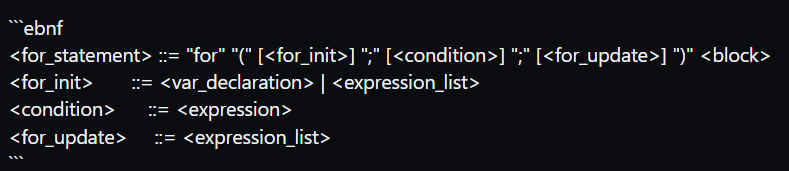 ```ebnf
<for_statement> ::= "for" "(" [<for_init>] ";" [<condition>] ";" [<for_update>] ")" <block>
<for_init>      ::= <var_declaration> | <expression_list>
<condition>     ::= <expression>
<for_update>    ::= <expression_list>
```